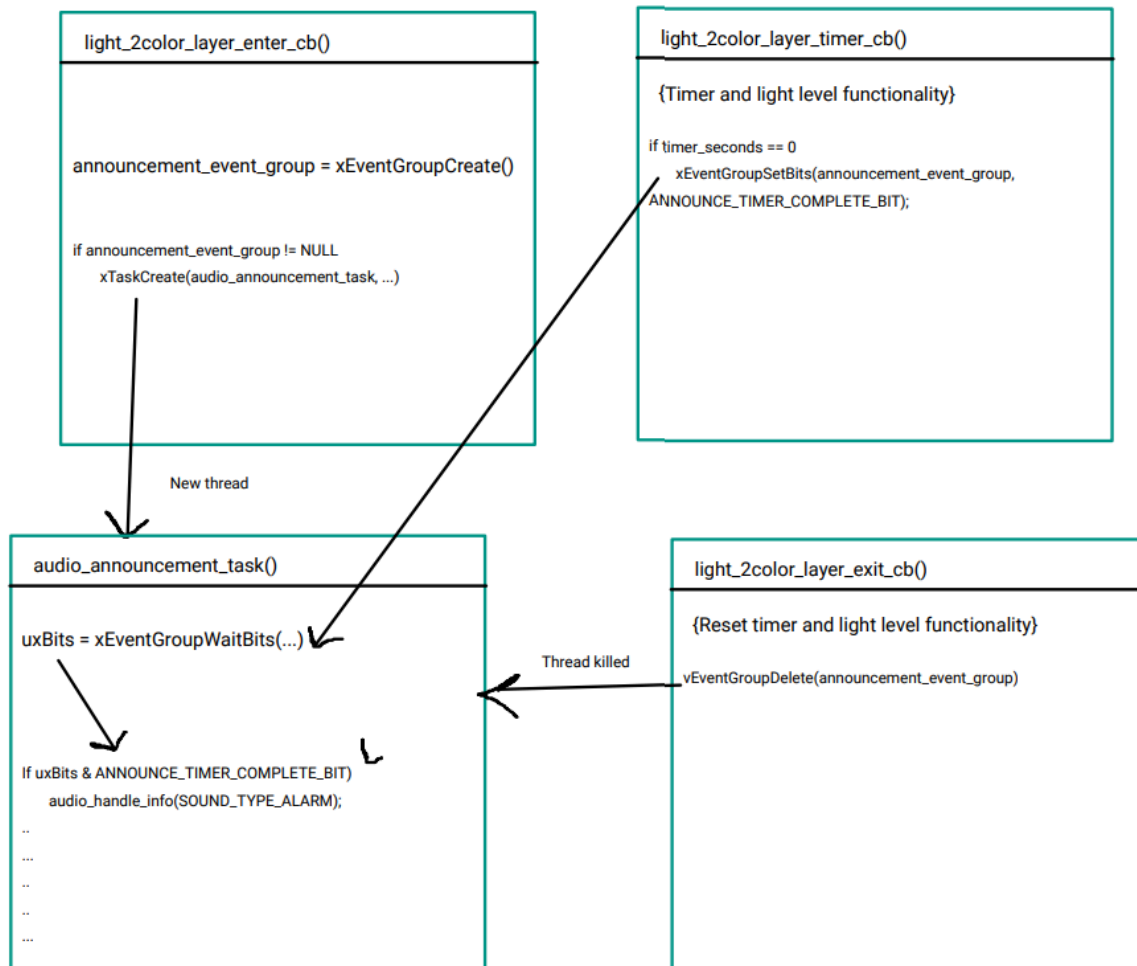 light_2color_layer_enter_cb()
announcement_event_group = xEventGroupCreate()
if announcement_event_group != NULL
xTaskCreate(audio_announcement_task, ...)
light_2color_layer_timer_cb()
{Timer and light level functionality}
if timer_seconds == 0
xEventGroupSetBits(announcement_event_group,
ANNOUNCE_TIMER_COMPLETE_BIT);
New thread
audio_announcement_task()
uxBits = xEventGroupWaitBits(...)
If uxBits & ANNOUNCE_TIMER_COMPLETE_BIT)
audio_handle_info(SOUND_TYPE_ALARM);
..
...
..
..
...
Thread killed
light_2color_layer_exit_cb()
{Reset timer and light level functionality}
vEventGroupDelete(announcement_event_group)